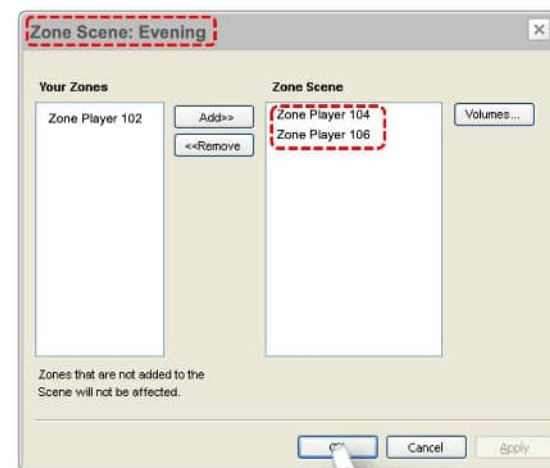 Zone Scene: Evening
Your Zones
Zone Scene
Zone Player 102
Add>>
<<Remove
Zone Player 104
Zone Player 106
Volumes...
Zones that are not added to the
Scene will not be affected.
Cancel
Apply